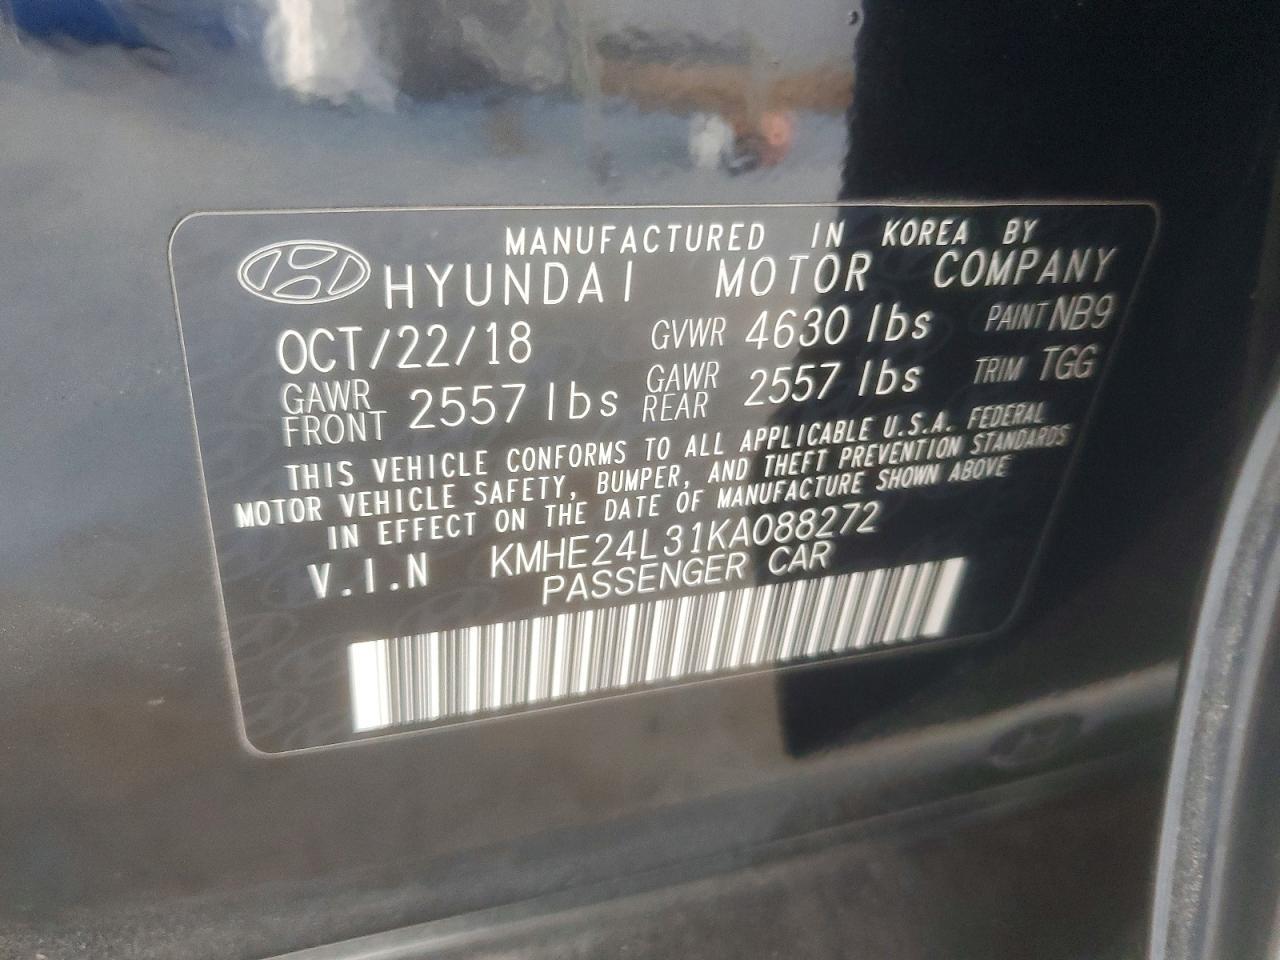 MANUFACTURED IN KOREA BY
HYUNDAI MOTOR COMPANY
OCT/22/18 GVWR 4630 lbs PAINT NB9
GAWR FRONT 2557 lbs GAWR REAR 2557 lbs TRIM TGG
THIS VEHICLE CONFORMS TO ALL APPLICABLE U.S.A. FEDERAL
MOTOR VEHICLE SAFETY, BUMPER, AND THEFT PREVENTION STANDARDS
IN EFFECT ON THE DATE OF MANUFACTURE SHOWN ABOVE
V.I.N KMHE24L31KA088272
PASSENGER CAR